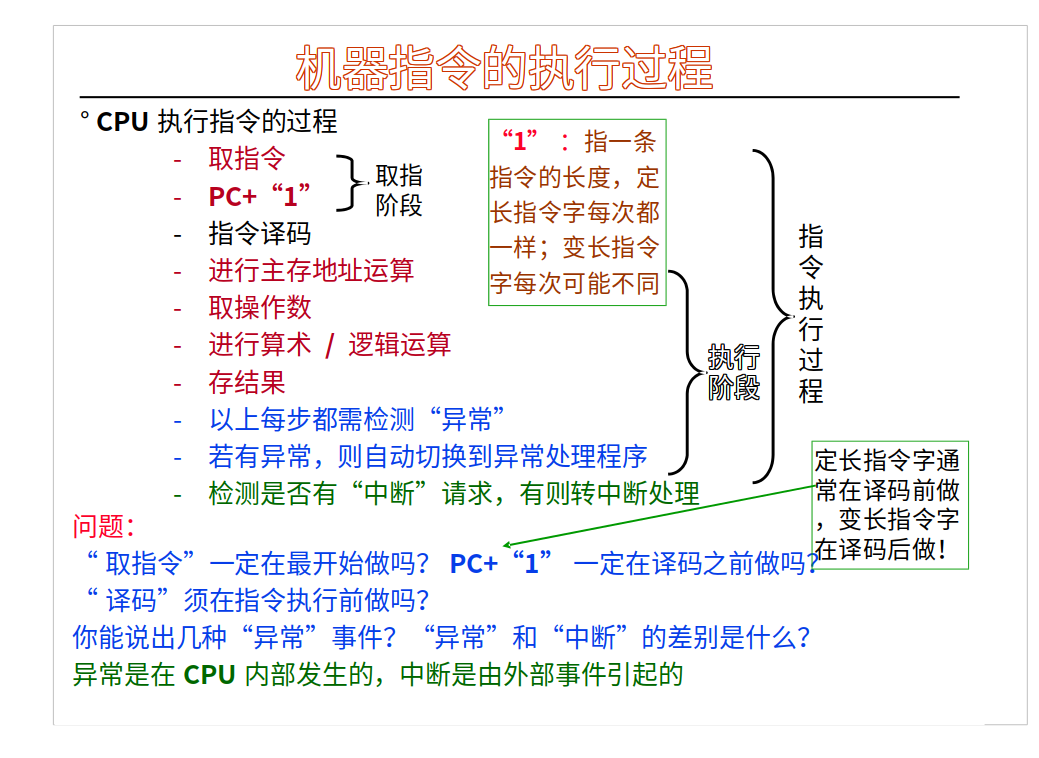 机器指令的执行过程
° CPU 执行指令的过程
- 取指令
- PC+“1”
- 指令译码
- 进行主存地址运算
- 取操作数
- 进行算术 / 逻辑运算
- 存结果
- 以上每步都需检测“异常”
- 若有异常，则自动切换到异常处理程序
- 检测是否有“中断”请求，有则转中断处理
取指
阶段
“1” ：指一条
指令的长度，定
长指令字每次都
一样；变长指令
字每次可能不同
执行
阶段
指
令
执
行
过
程
定长指令字通
常在译码前做
，变长指令字
在译码后做！
问题：
“ 取指令”一定在最开始做吗？ PC+“1” 一定在译码之前做吗？
“ 译码”须在指令执行前做吗？
你能说出几种“异常”事件？“异常”和“中断”的差别是什么？
异常是在 CPU 内部发生的，中断是由外部事件引起的